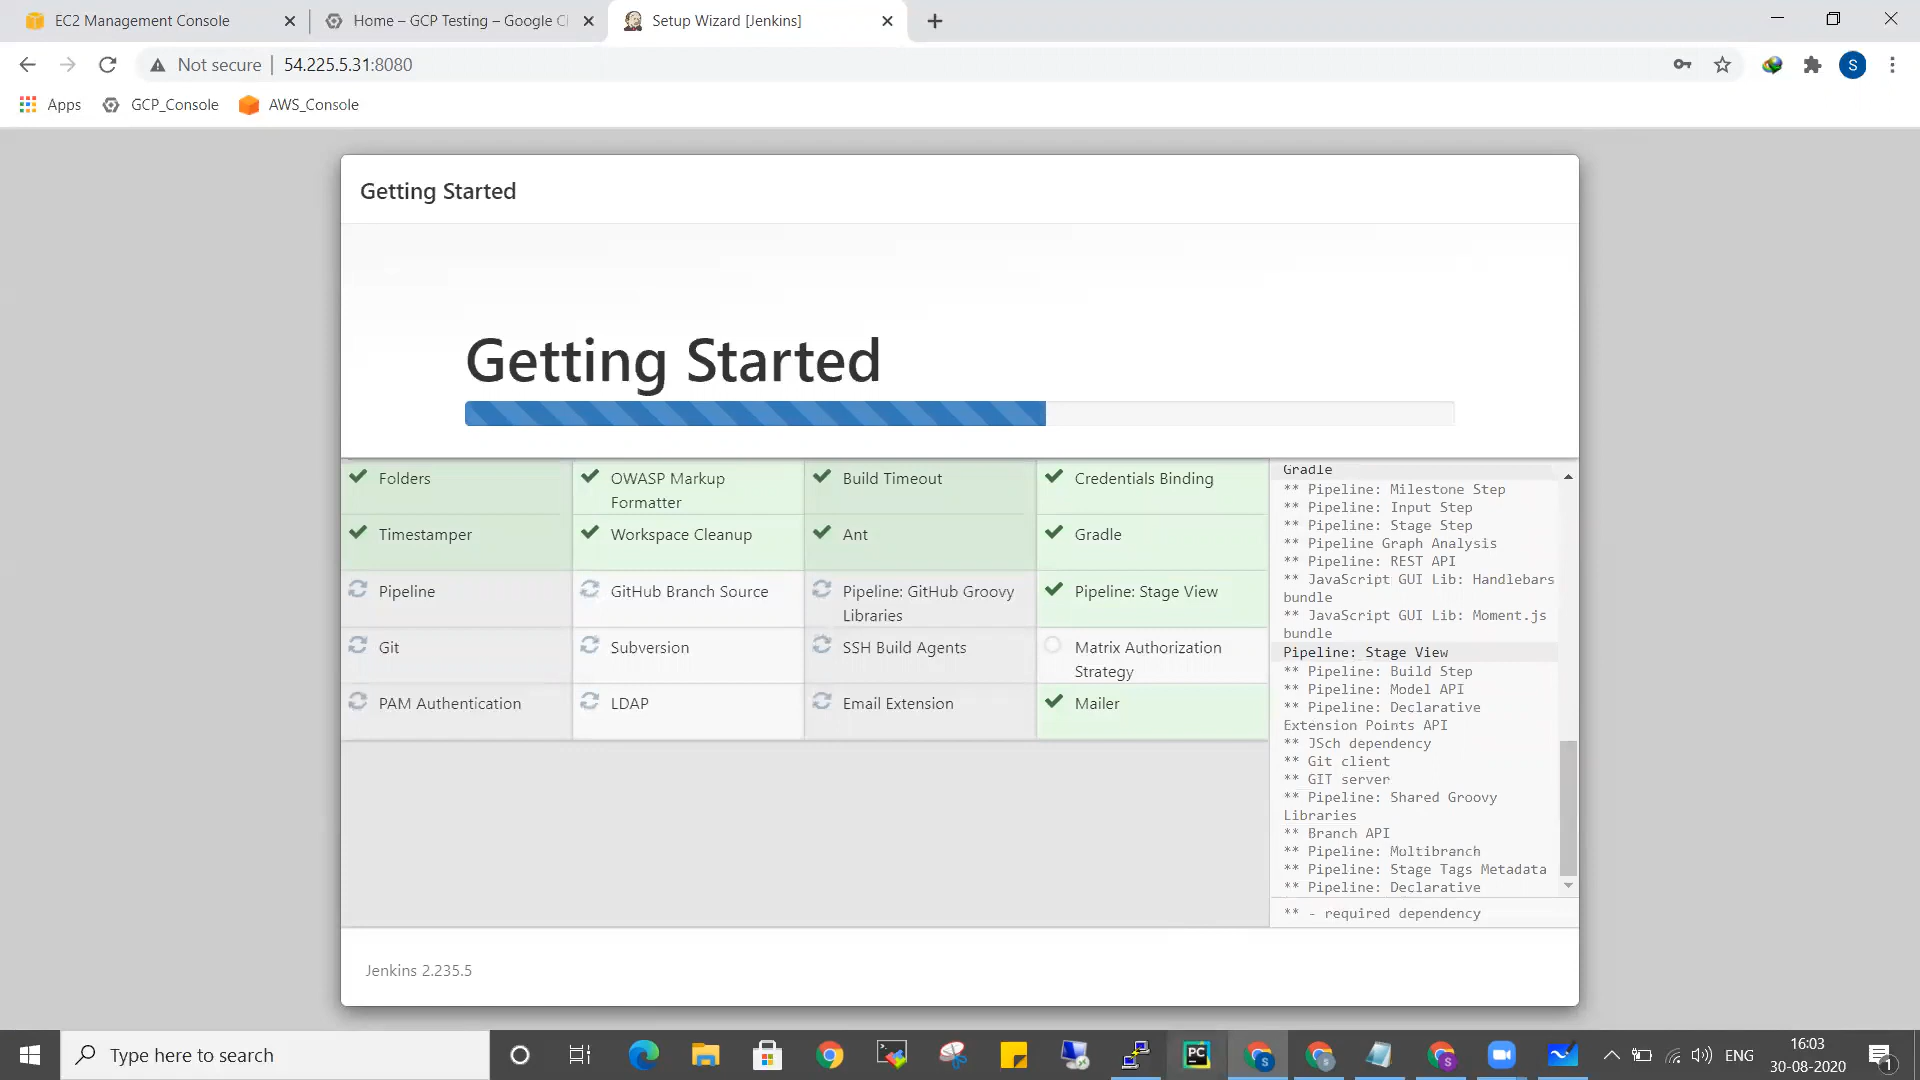 EC2 Management Console
Home – GCP Testing – Google Cl
Setup Wizard [Jenkins]
Not secure | 54.225.5.31:8080
S
Apps
GCP_Console
AWS_Console
Getting Started
Getting Started
Folders
OWASP Markup
Formatter
Build Timeout
Credentials Binding
Timestamper
Workspace Cleanup
Ant
Gradle
Pipeline
GitHub Branch Source
Pipeline: GitHub Groovy
Libraries
Pipeline: Stage View
Git
Subversion
SSH Build Agents
Matrix Authorization
Strategy
PAM Authentication
LDAP
Email Extension
Mailer
Gradle
** Pipeline: Milestone Step
** Pipeline: Input Step
** Pipeline: Stage Step
** Pipeline Graph Analysis
** Pipeline: REST API
** JavaScript GUI Lib: Handlebars
bundle
** JavaScript GUI Lib: Moment.js
bundle
Pipeline: Stage View
** Pipeline: Build Step
** Pipeline: Model API
** Pipeline: Declarative
Extension Points API
** JSch dependency
** Git client
** GIT server
** Pipeline: Shared Groovy
Libraries
** Branch API
** Pipeline: Multibranch
** Pipeline: Stage Tags Metadata
** Pipeline: Declarative
** - required dependency
Jenkins 2.235.5
Type here to search
PC
S
S
S
ENG
16:03
30-08-2020
1